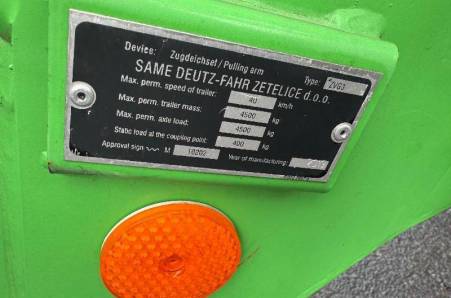 Device: Zugdeichsel / Pulling arm Type: ZVG3
SAME DEUTZ-FAHR ZETELICE d.o.o.
Max. perm. speed of trailer: 40 km/h
Max. perm. trailer mass: 4500 kg
Max. perm. axle load: 4500 kg
Static load at the coupling point: 400 kg
Approval sign M 10202 Year of manufacturing: